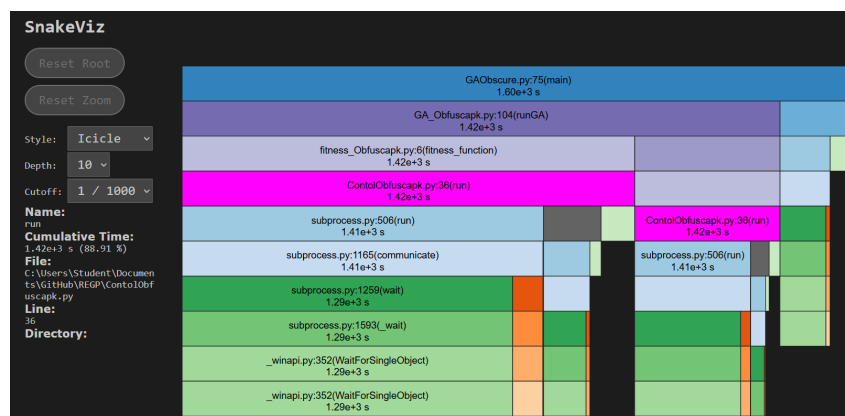 SnakeViz
Reset Root
Reset Zoom
Style: Icicle
Depth: 10
Cutoff: 1 / 1000
Name:
run
Cumulative Time:
1.42e+3 s (88.91 %)
File:
C:\Users\Student\Documen
ts\GitHub\REGP\ContolObf
uscapk.py
Line:
36
Directory:
GAObscure.py:75(main)
1.60e+3 s
GA_Obfuscapk.py:104(runGA)
1.42e+3 s
fitness_Obfuscapk.py:6(fitness_function)
1.42e+3 s
ContolObfuscapk.py:36(run)
1.42e+3 s
subprocess.py:506(run)
1.41e+3 s
ContolObfuscapk.py:36(run)
1.42e+3 s
subprocess.py:1165(communicate)
1.41e+3 s
subprocess.py:506(run)
1.41e+3 s
subprocess.py:1259(wait)
1.29e+3 s
subprocess.py:1593(_wait)
1.29e+3 s
_winapi.py:352(WaitForSingleObject)
1.29e+3 s
_winapi.py:352(WaitForSingleObject)
1.29e+3 s